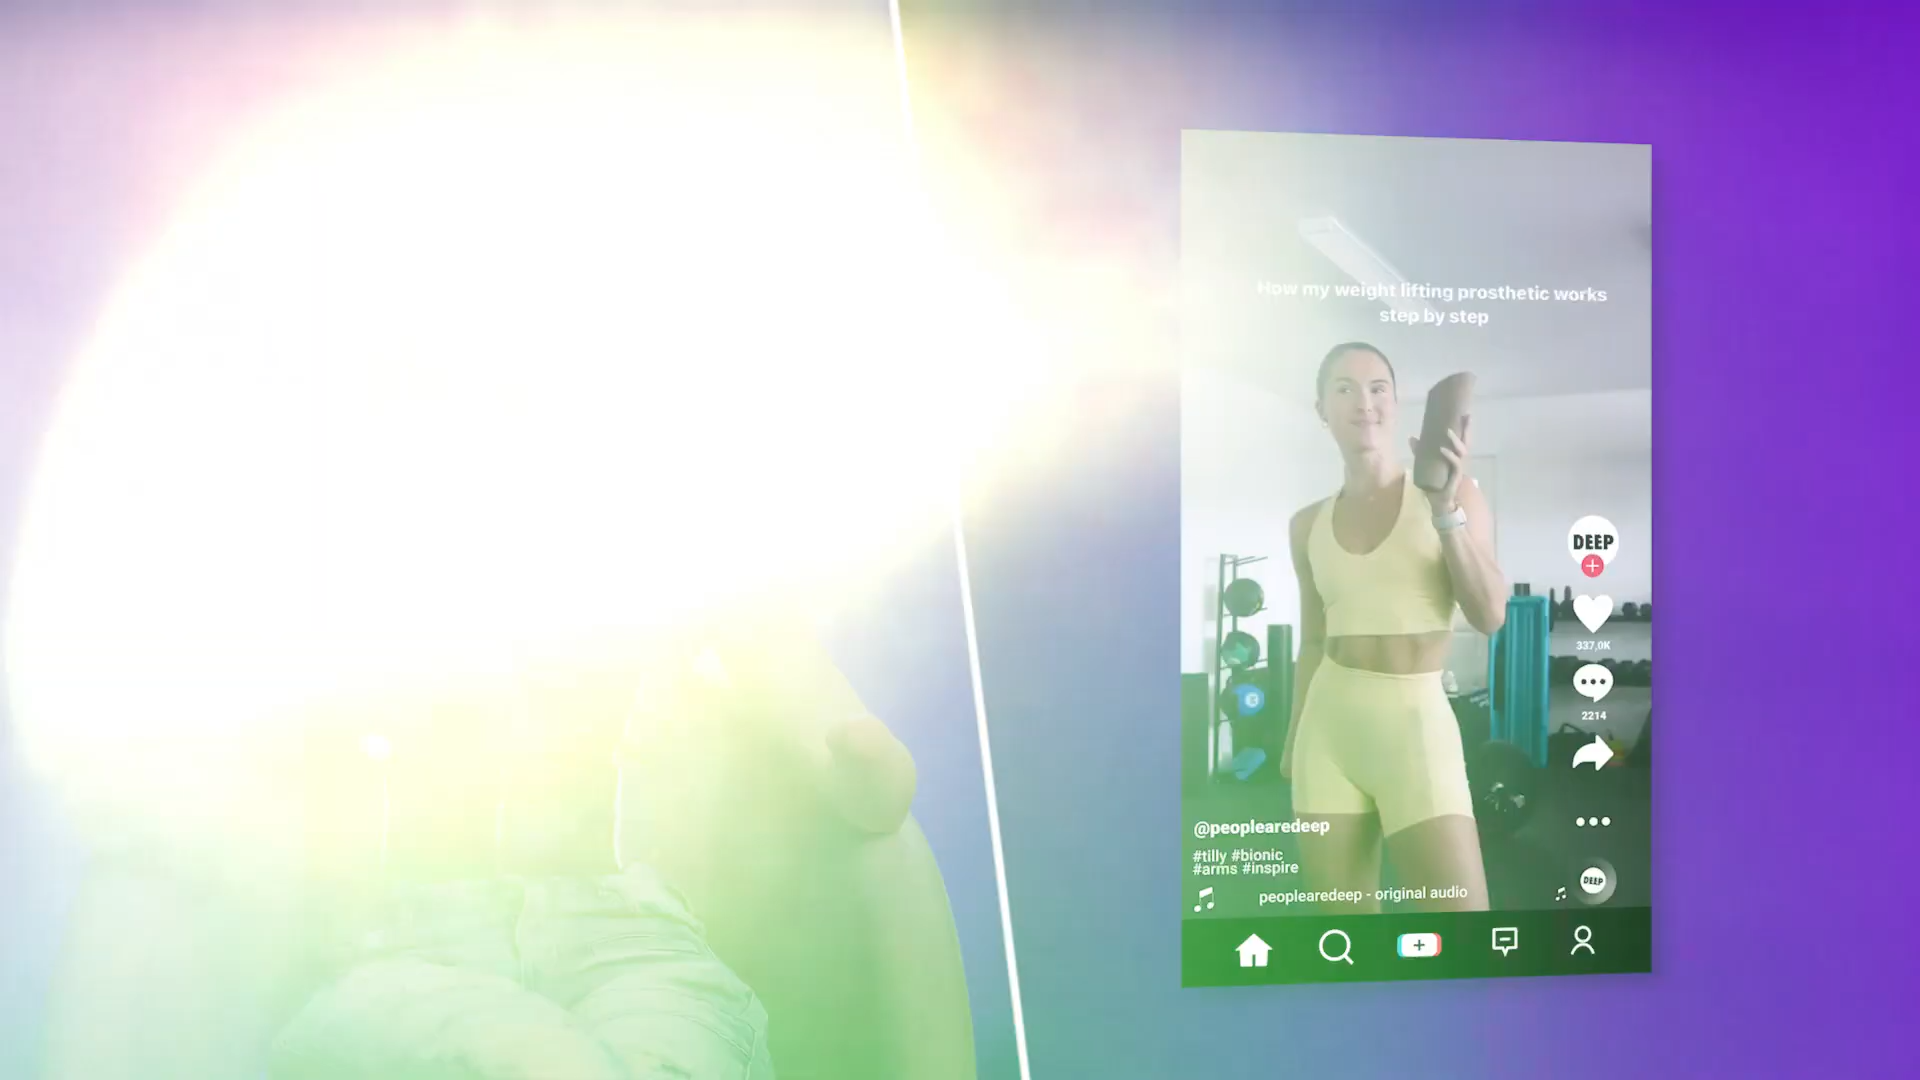 How my weight lifting prosthetic works
step by step
DEEP
337,0K
2214
@peoplearedeep
#tilly #bionic
#arms #inspire
peoplearedeep - original audio
DEEP